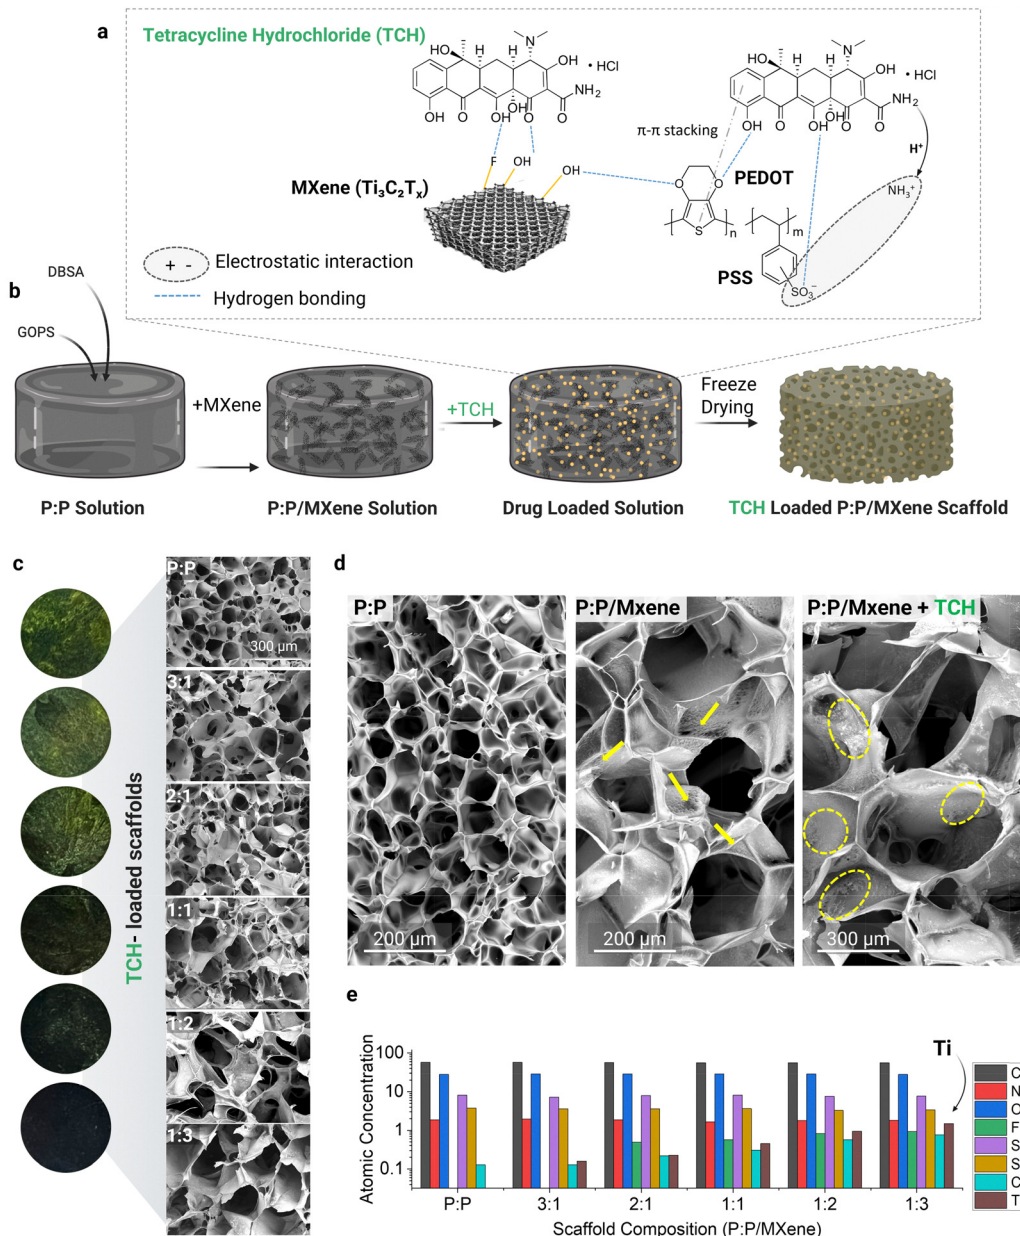 a
Tetracycline Hydrochloride (TCH)
HO
H
H
N
OH
• HCl
NH₂
OH
O
OH
OH
O
O
HO
H
H
N
OH
• HCl
NH₂
OH
O
OH
OH
O
O
π-π stacking
H⁺
F
OH
OH
MXene (Ti₃C₂Tₓ)
O
O
PEDOT
NH₃⁺
S
n
m
PSS
SO₃⁻
+ - Electrostatic interaction
Hydrogen bonding
b
DBSA
GOPS
+MXene
+TCH
Freeze
Drying
P:P Solution
P:P/MXene Solution
Drug Loaded Solution
TCH Loaded P:P/MXene Scaffold
c
TCH- loaded scaffolds
P:P
300 µm
3:1
2:1
1:1
1:2
1:3
d
P:P
P:P/Mxene
P:P/Mxene + TCH
200 µm
200 µm
300 µm
e
Ti
Atomic Concentration
100
10
1
0.1
P:P
3:1
2:1
1:1
1:2
1:3
Scaffold Composition (P:P/MXene)
C
N
O
F
S
S
C
T